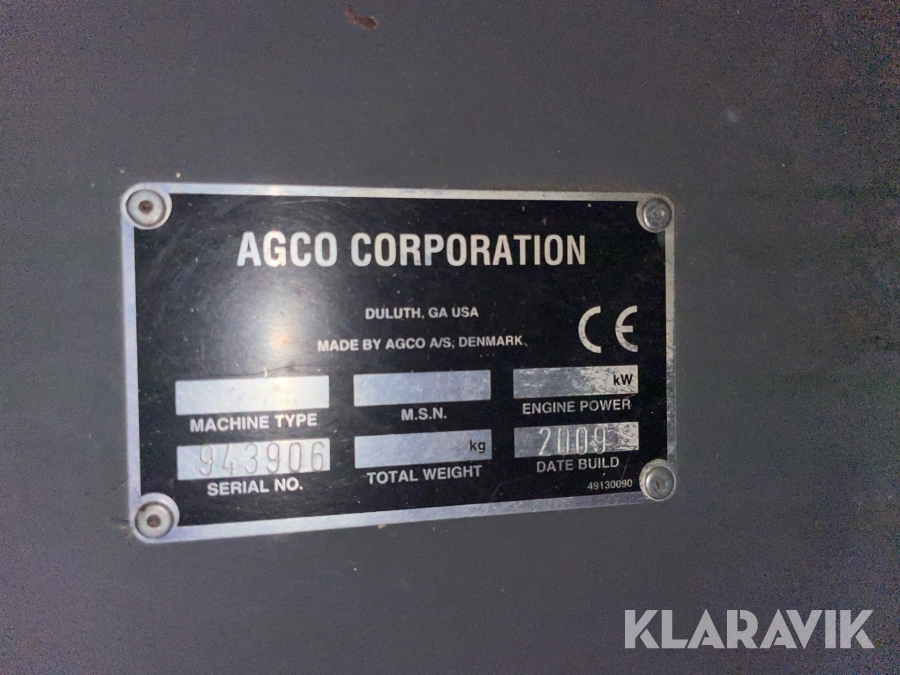 AGCO CORPORATION
DULUTH, GA USA
MADE BY AGCO A/S, DENMARK
CE
MACHINE TYPE
M.S.N.
kW
ENGINE POWER
943906
SERIAL NO.
kg
TOTAL WEIGHT
2009
DATE BUILD
49130090
KLARAVIK